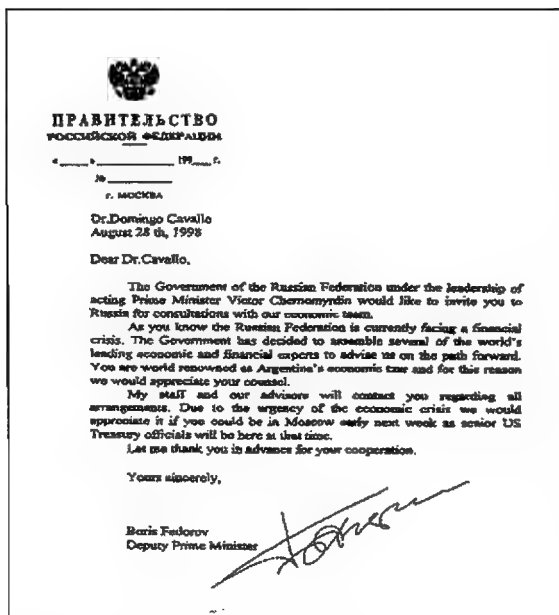 ПРАВИТЕЛЬСТВО
РОССИЙСКОЙ ФЕДЕРАЦИИ
« » 199 г.
№
г. МОСКВА
Dr.Domingo Cavallo
August 28 th, 1998
Dear Dr.Cavallo,
The Government of the Russian Federation under the leadership of
acting Prime Minister Victor Chernomyrdin would like to invite you to
Russia for consultations with our economic team.
As you know the Russian Federation is currently facing a financial
crisis. The Government has decided to assemble several of the world's
leading economic and financial experts to advise us on the path forward.
You are world renowned as Argentina's economic tzar and for this reason
we would appreciate your counsel.
My staff and our advisors will contact you regarding all
arrangements. Due to the urgency of the economic crisis we would
appreciate it if you could be in Moscow early next week as senior US
Treasury officials will be here at that time.
Let me thank you in advance for your cooperation.
Yours sincerely,
Boris Fedorov
Deputy Prime Minister